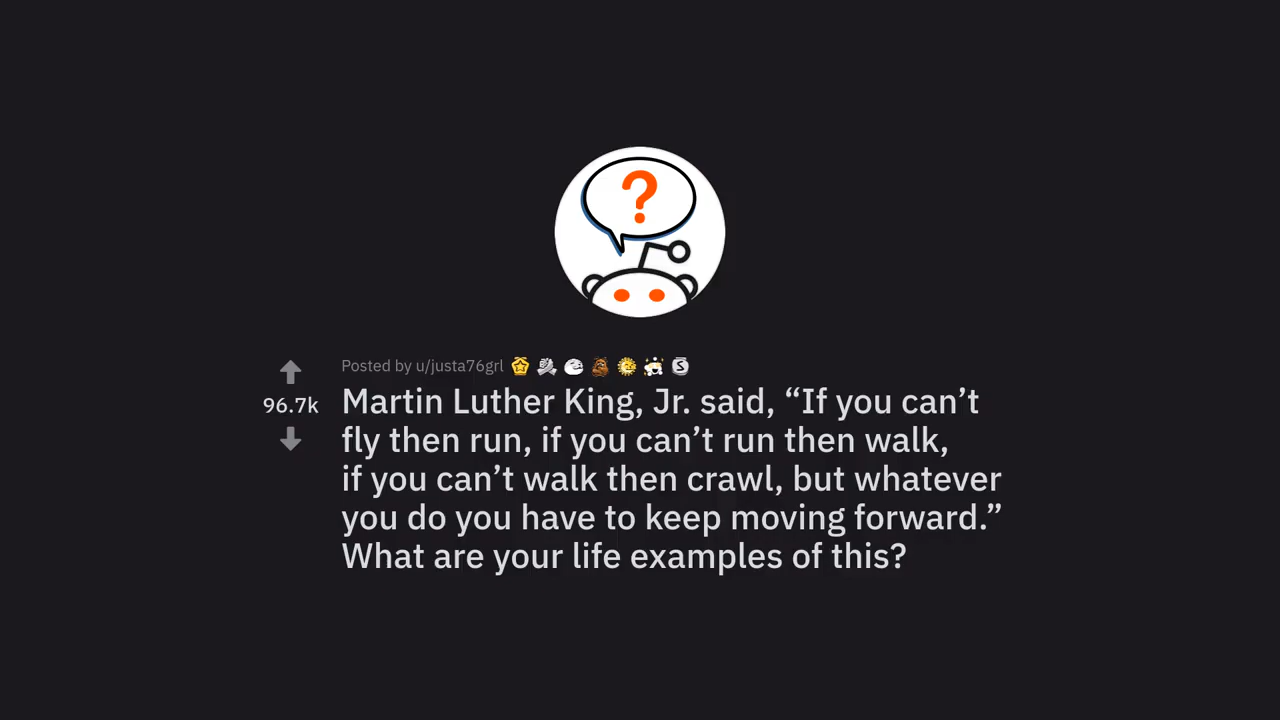 ?
Posted by u/justa76grl
96.7k
Martin Luther King, Jr. said, “If you can’t
fly then run, if you can’t run then walk,
if you can’t walk then crawl, but whatever
you do you have to keep moving forward.”
What are your life examples of this?